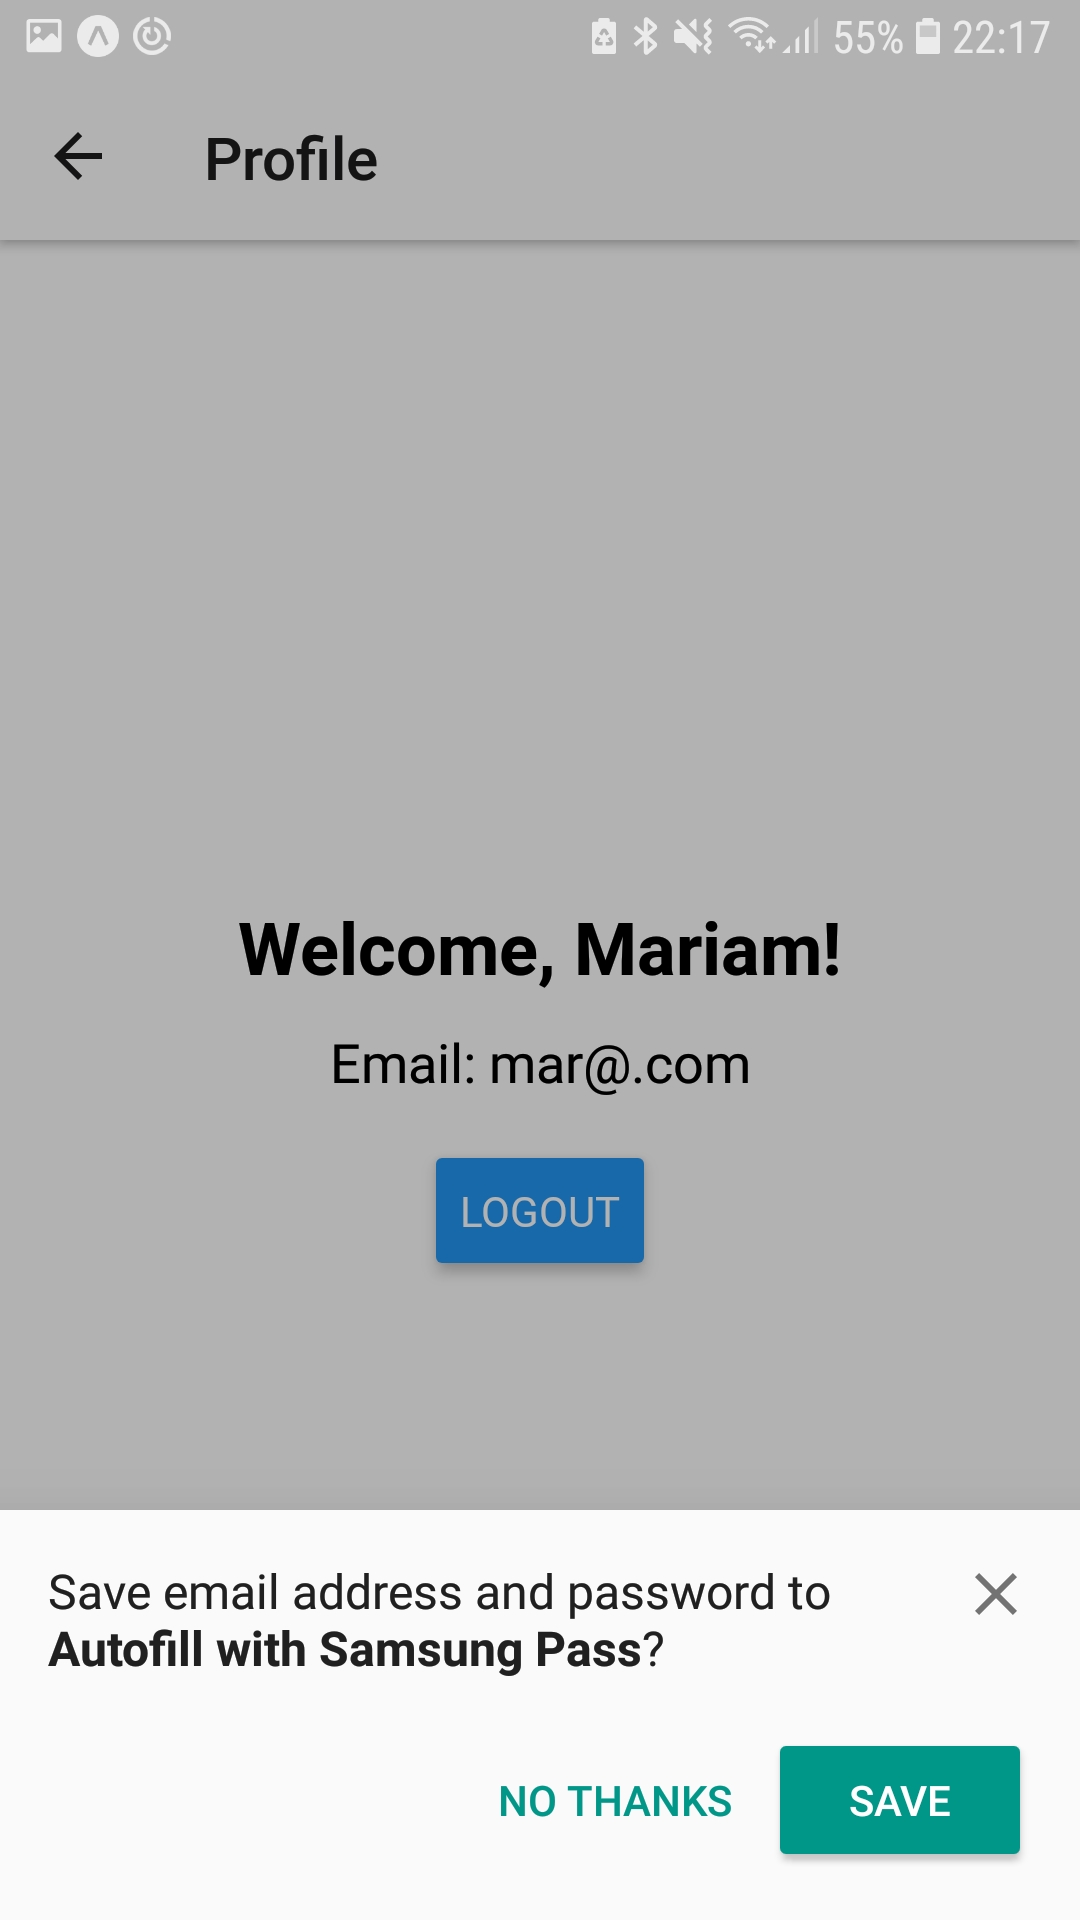 55% 22:17
Profile
Welcome, Mariam!
Email: mar@.com
LOGOUT
Save email address and password to
Autofill with Samsung Pass?
NO THANKS SAVE